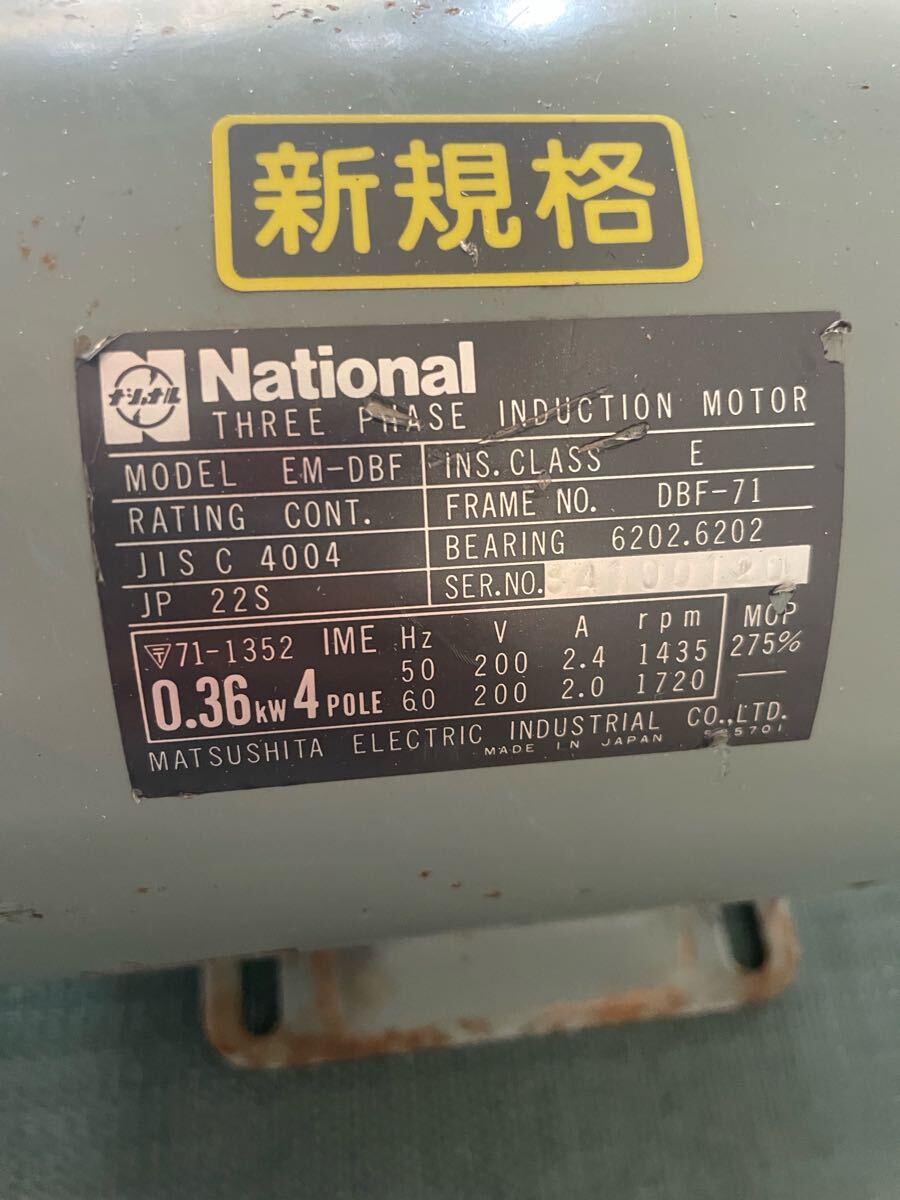 新規格
ナショナル
National
THREE PHASE INDUCTION MOTOR
MODEL EM-DBF
INS. CLASS E
RATING CONT.
FRAME NO. DBF-71
JIS C 4004
BEARING 6202.6202
JP 22S
SER.NO.
71-1352 IME Hz V A rpm
50 200 2.4 1435
0.36kW 4 POLE 60 200 2.0 1720
MOP
275%
MATSUSHITA ELECTRIC INDUSTRIAL CO.,LTD.
MADE IN JAPAN